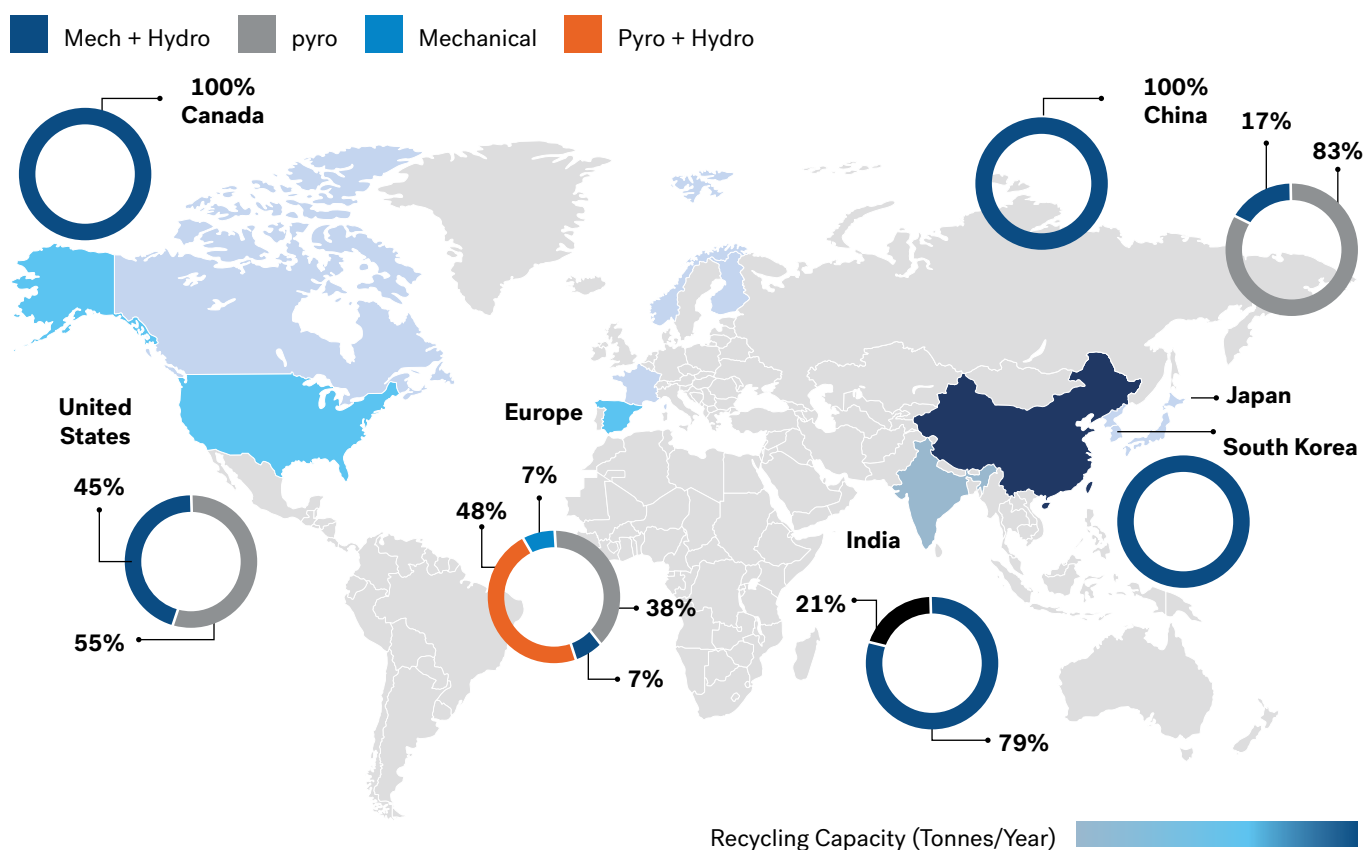 Mech + Hydro
pyro
Mechanical
Pyro + Hydro
100%
Canada
100%
China
17%
83%
United
States
45%
55%
Europe
7%
48%
38%
7%
Japan
South Korea
India
21%
79%
Recycling Capacity (Tonnes/Year)